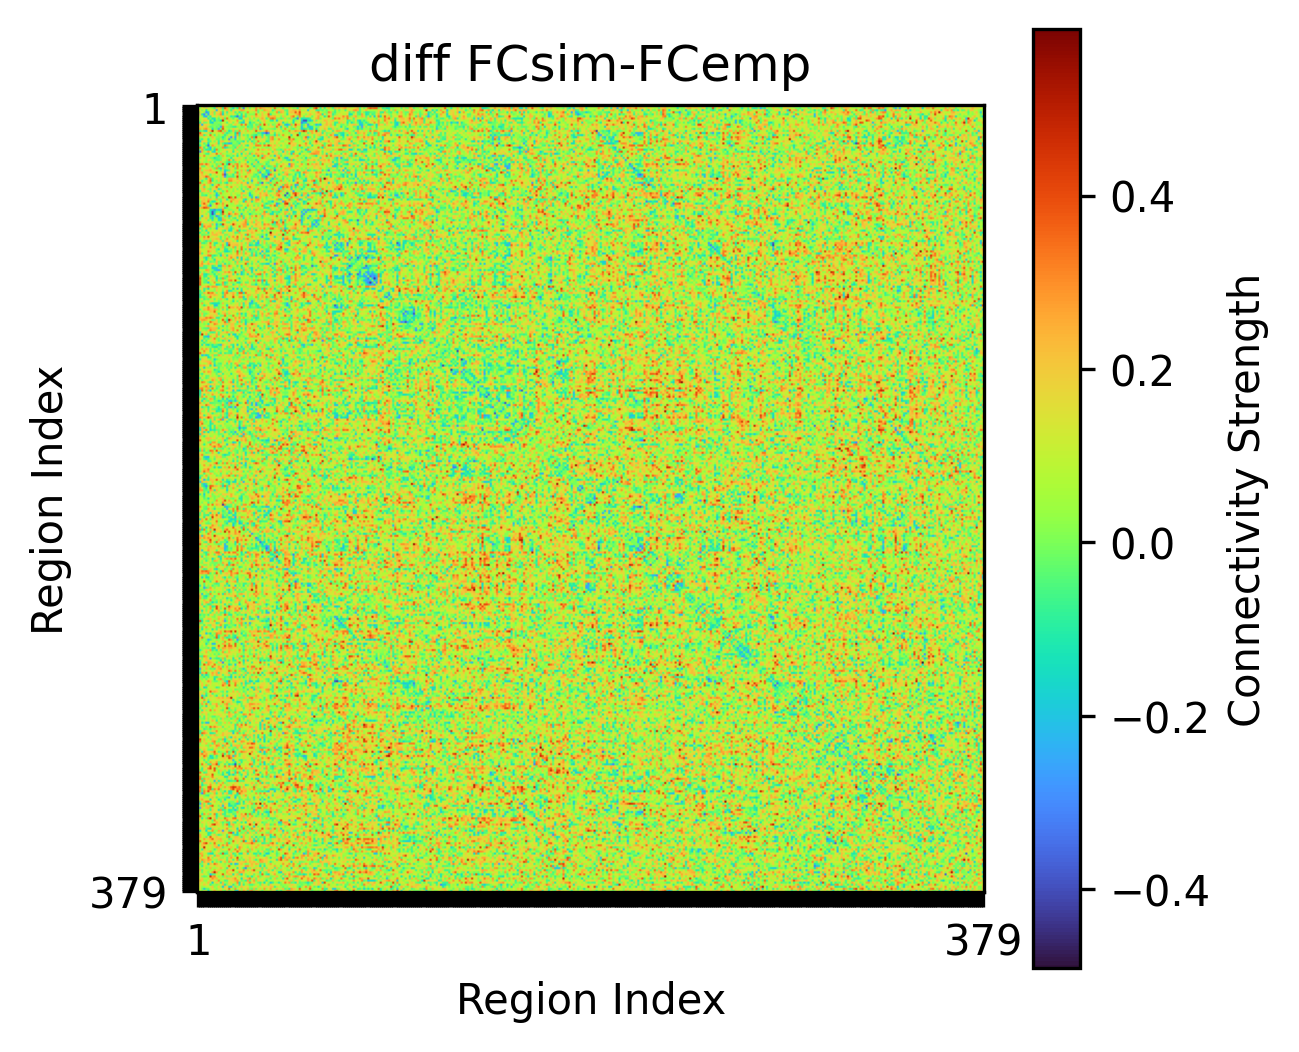 diff FCsim-FCemp
1
379
Region Index
1
379
Region Index
0.4
0.2
0.0
−0.2
−0.4
Connectivity Strength